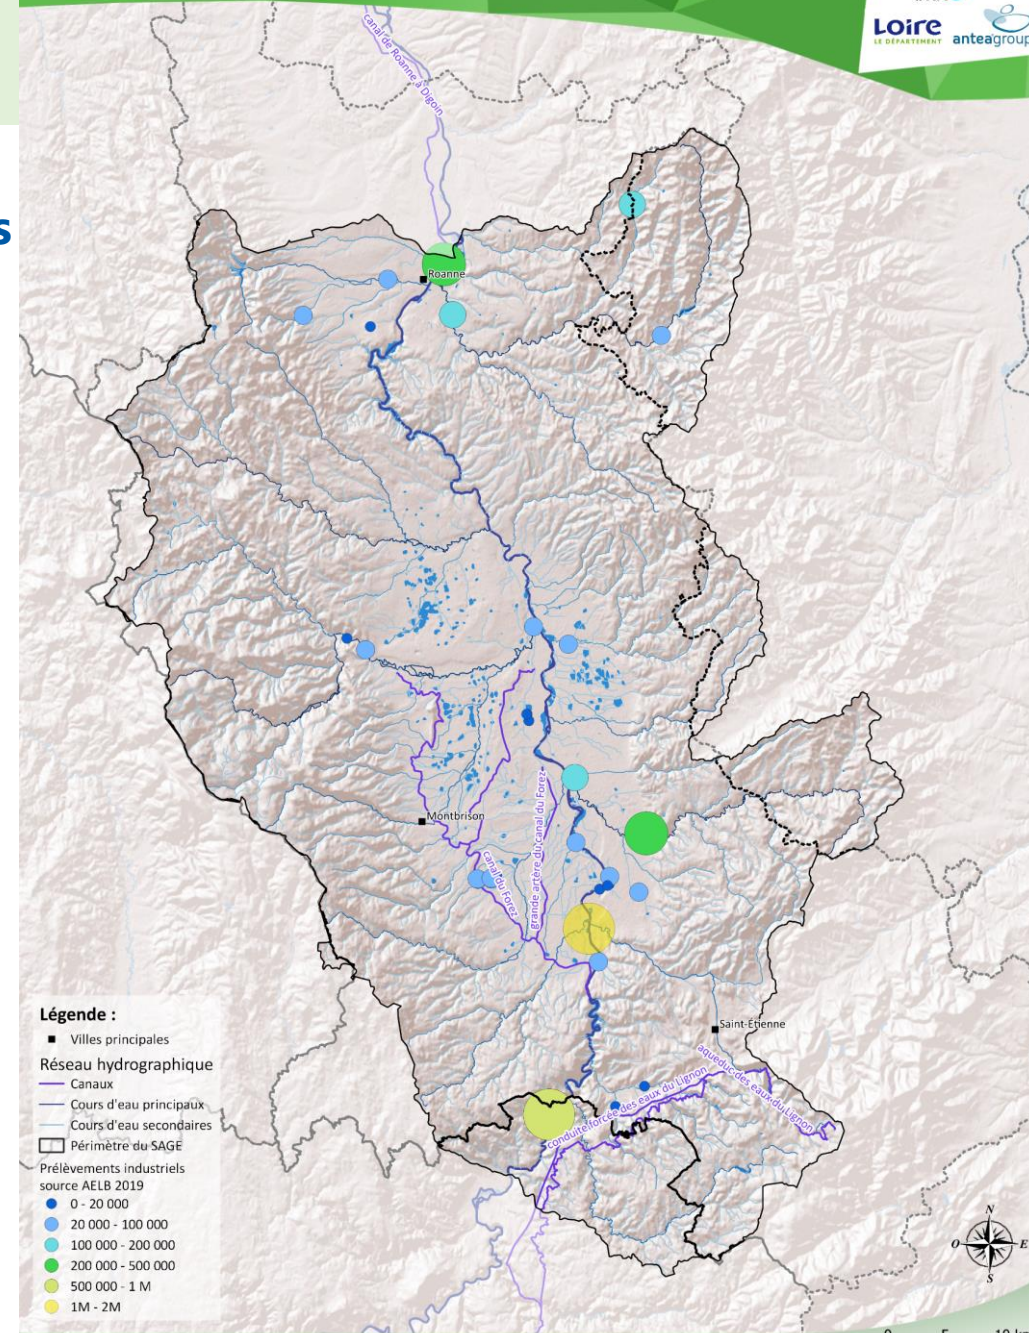 Loire
LE DÉPARTEMENT
anteagroup
s
canal de Roanne à Digoin
Roanne
Montbrison
canal du Forez
grande artère du canal du Forez
Saint-Étienne
aqueduc des eaux du Lignon
conduite forcée des eaux du Lignon
Légende :
Villes principales
Réseau hydrographique
Canaux
Cours d'eau principaux
Cours d'eau secondaires
Périmètre du SAGE
Prélèvements industriels
source AELB 2019
0 - 20 000
20 000 - 100 000
100 000 - 200 000
200 000 - 500 000
500 000 - 1 M
1M - 2M
N
O
E
S